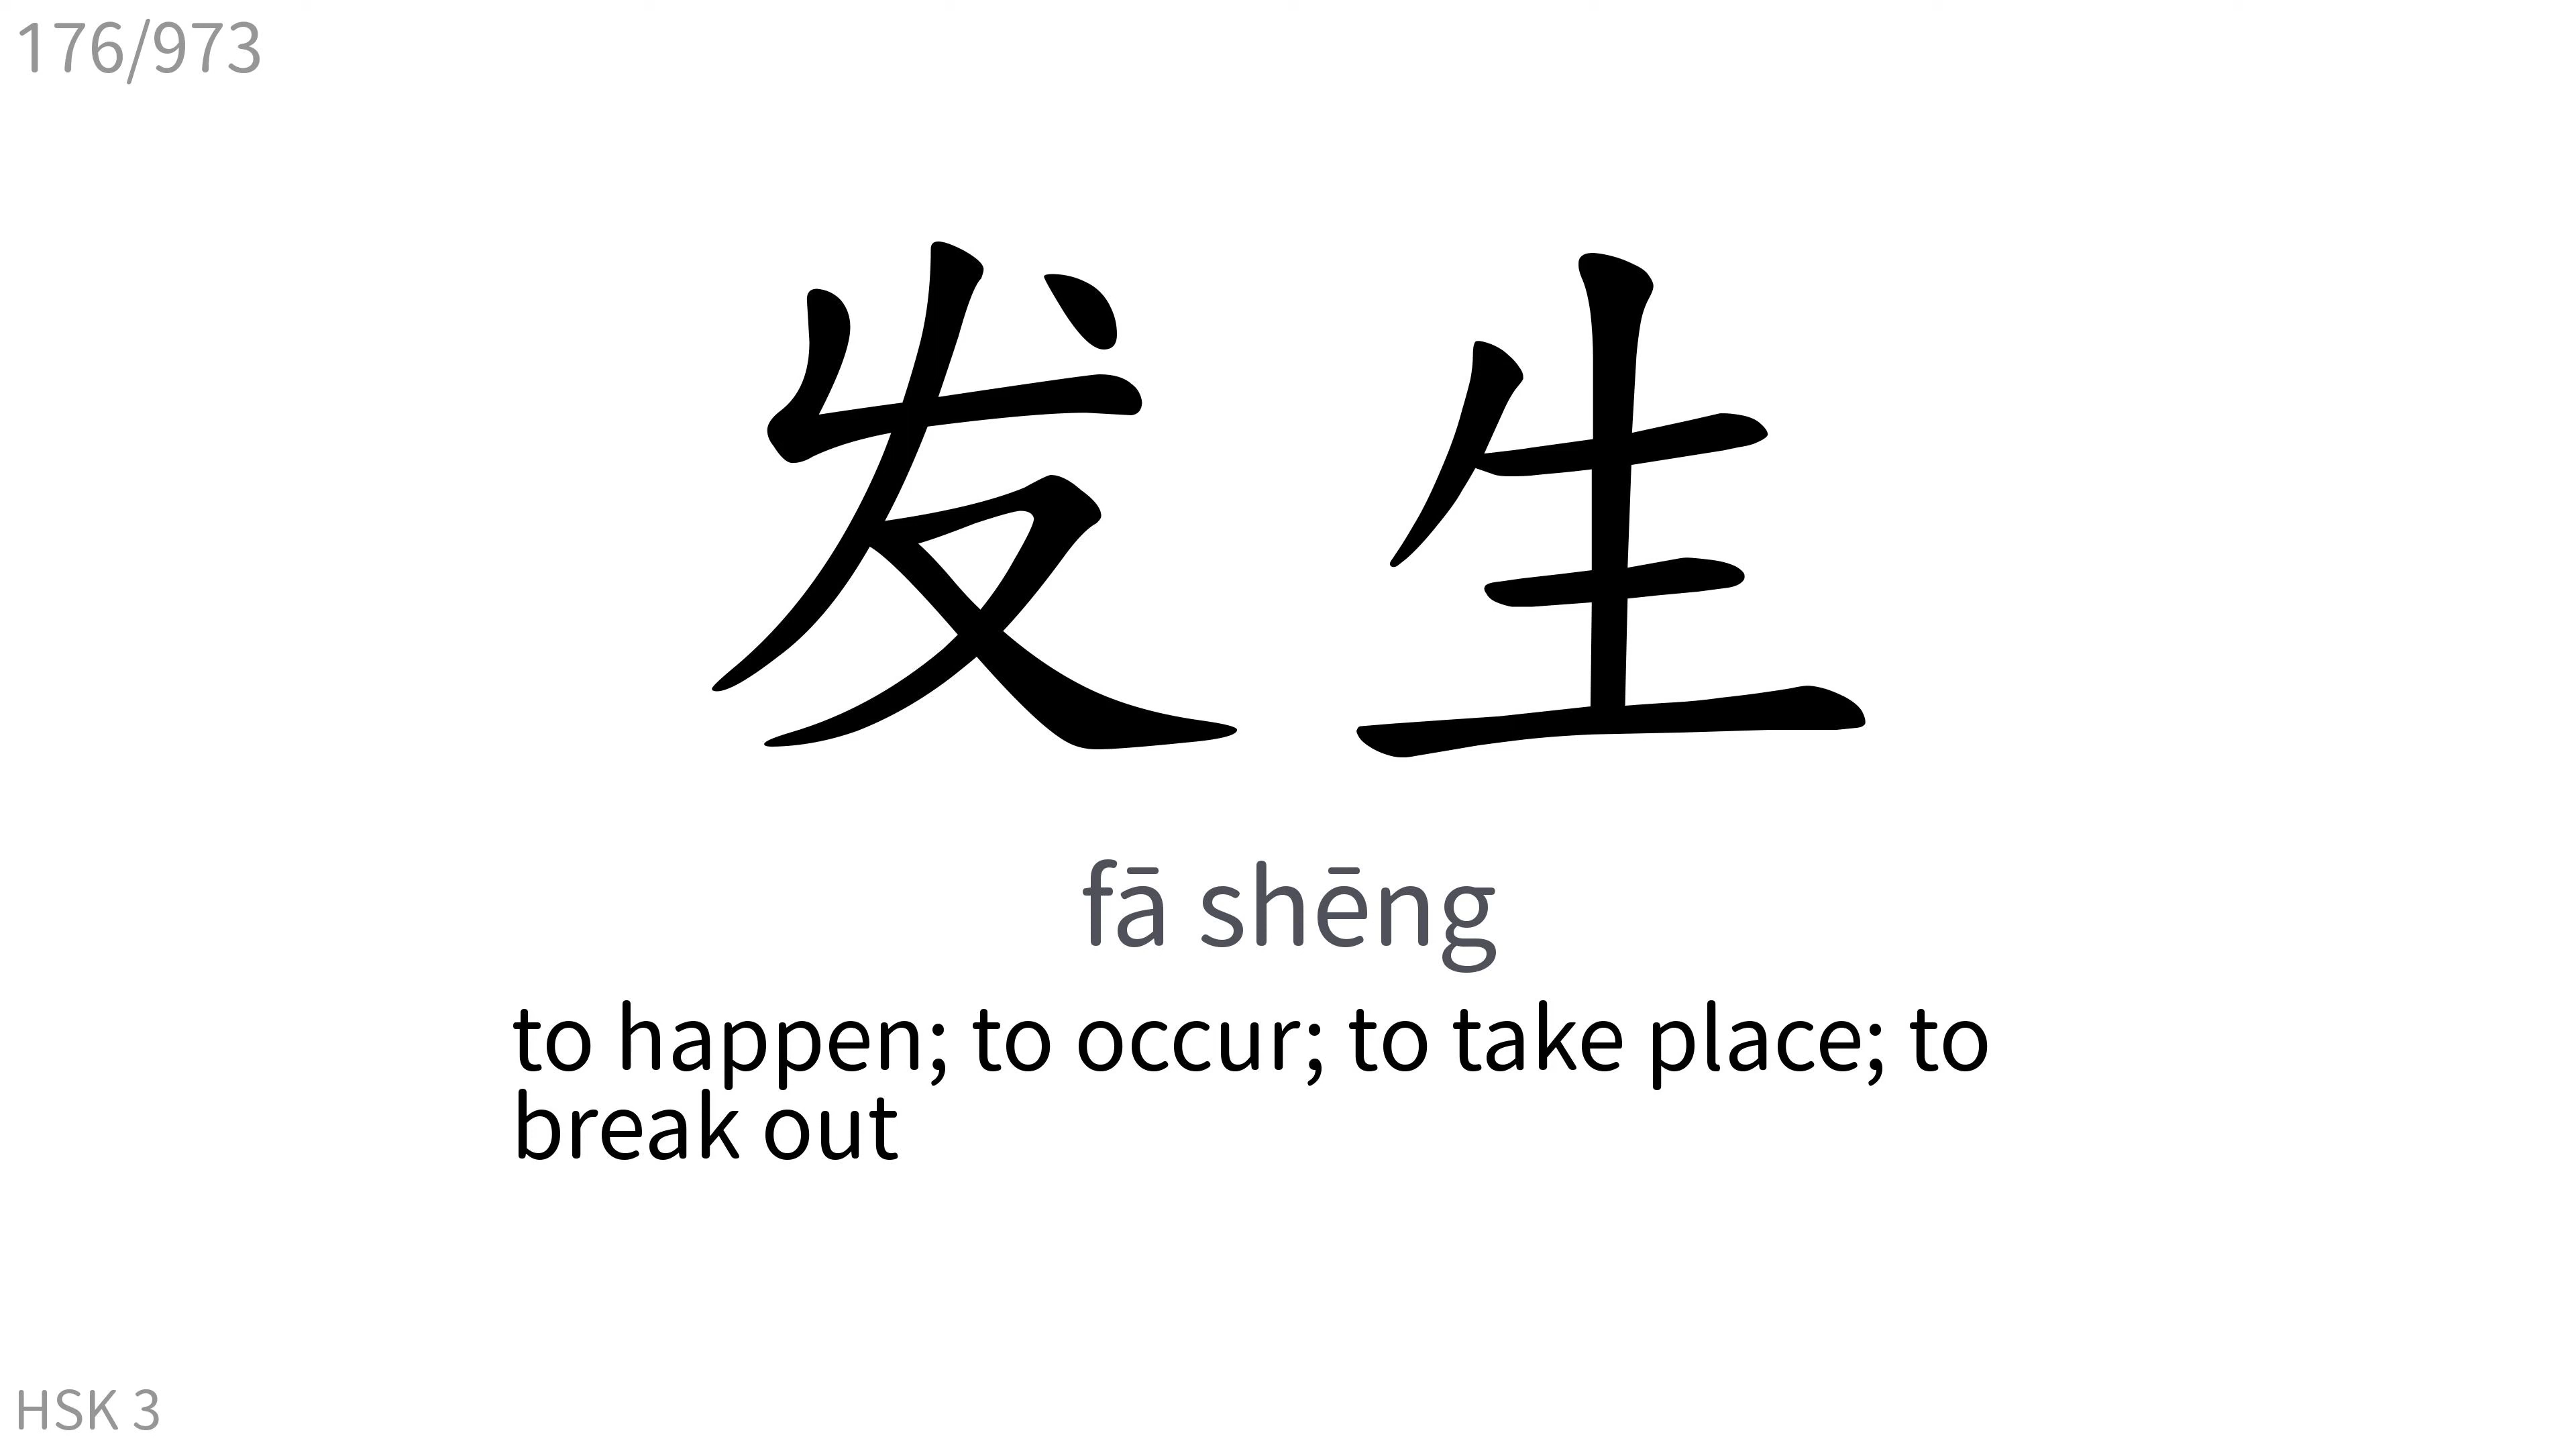 176/973
发生
fā shēng
to happen; to occur; to take place; to
break out
HSK 3